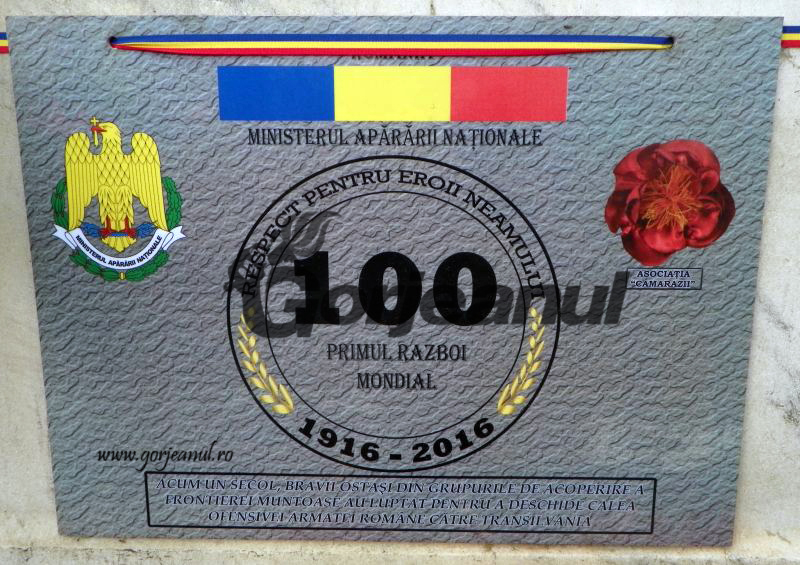 ROMÂNIA
MINISTERUL APĂRĂRII NAȚIONALE
RESPECT PENTRU EROII NEAMULUI
MINISTERUL APĂRĂRII NAȚIONALE
100
Gorjeanul
ASOCIAȚIA
"CAMARAZII"
PRIMUL RAZBOI
MONDIAL
1916 - 2016
www.gorjeanul.ro
ACUM UN SECOL, BRAVII OSTAȘI DIN GRUPURILE DE ACOPERIRE A
FRONTIEREI MUNTOASE AU LUPTAT PENTRU A DESCHIDE CALEA
OFENSIVEI ARMATEI ROMÂNE CĂTRE TRANSILVANIA